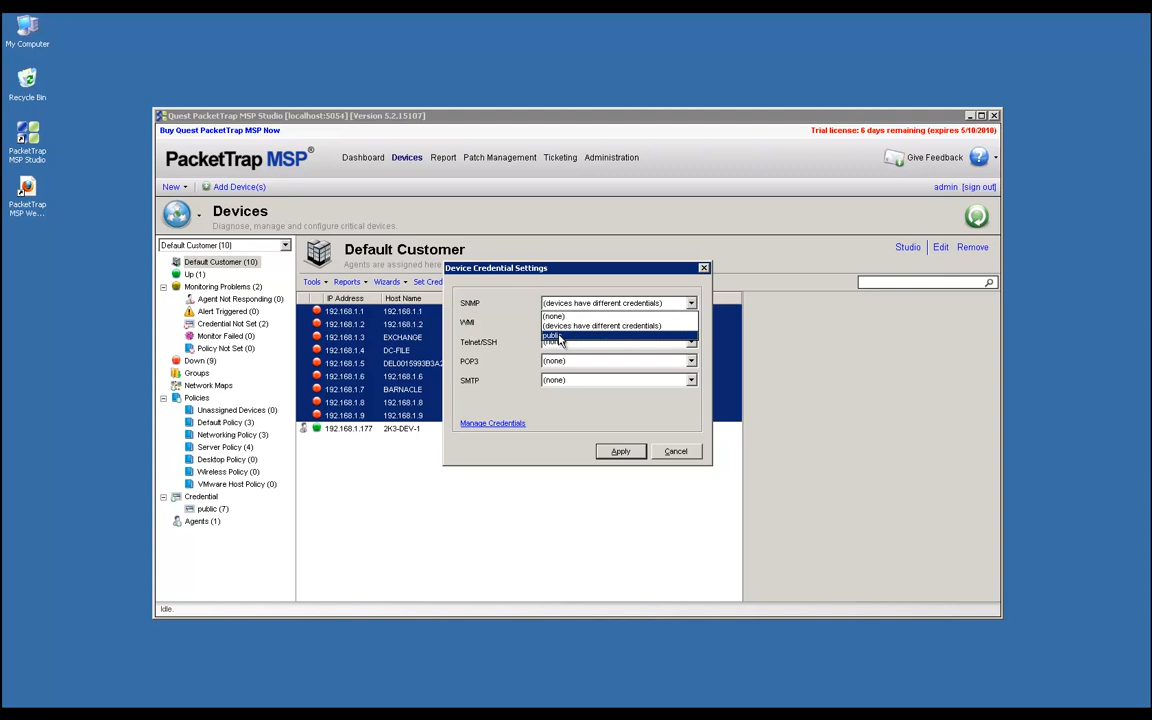 My Computer
Recycle Bin
PacketTrap
MSP Studio
PacketTrap
MSP We...
Quest PacketTrap MSP Studio [localhost:5054] [Version 5.2.15107]
Buy Quest PacketTrap MSP Now
Trial license: 6 days remaining (expires 5/10/2010)
PacketTrap MSP®
Dashboard Devices Report Patch Management Ticketing Administration
Give Feedback
New
Add Device(s)
admin [sign out]
Devices
Diagnose, manage and configure critical devices.
Default Customer (10)
Default Customer (10)
Up (1)
Monitoring Problems (2)
Agent Not Responding (0)
Alert Triggered (0)
Credential Not Set (2)
Monitor Failed (0)
Policy Not Set (0)
Down (9)
Groups
Network Maps
Policies
Unassigned Devices (0)
Default Policy (3)
Networking Policy (3)
Server Policy (4)
Desktop Policy (0)
Wireless Policy (0)
VMware Host Policy (0)
Credential
public (7)
Agents (1)
Default Customer
Agents are assigned here
Studio Edit Remove
Tools Reports Wizards Set Cred
IP Address Host Name
192.168.1.1 192.168.1.1
192.168.1.2 192.168.1.2
192.168.1.3 EXCHANGE
192.168.1.4 DC-FILE
192.168.1.5 DEL0015993B3A2
192.168.1.6 192.168.1.6
192.168.1.7 BARNACLE
192.168.1.8 192.168.1.8
192.168.1.9 192.168.1.9
192.168.1.177 2K3-DEV-1
Device Credential Settings
SNMP (devices have different credentials)
(none)
(devices have different credentials)
public
WMI
Telnet/SSH (none)
POP3 (none)
SMTP (none)
Manage Credentials
Apply Cancel
Idle.